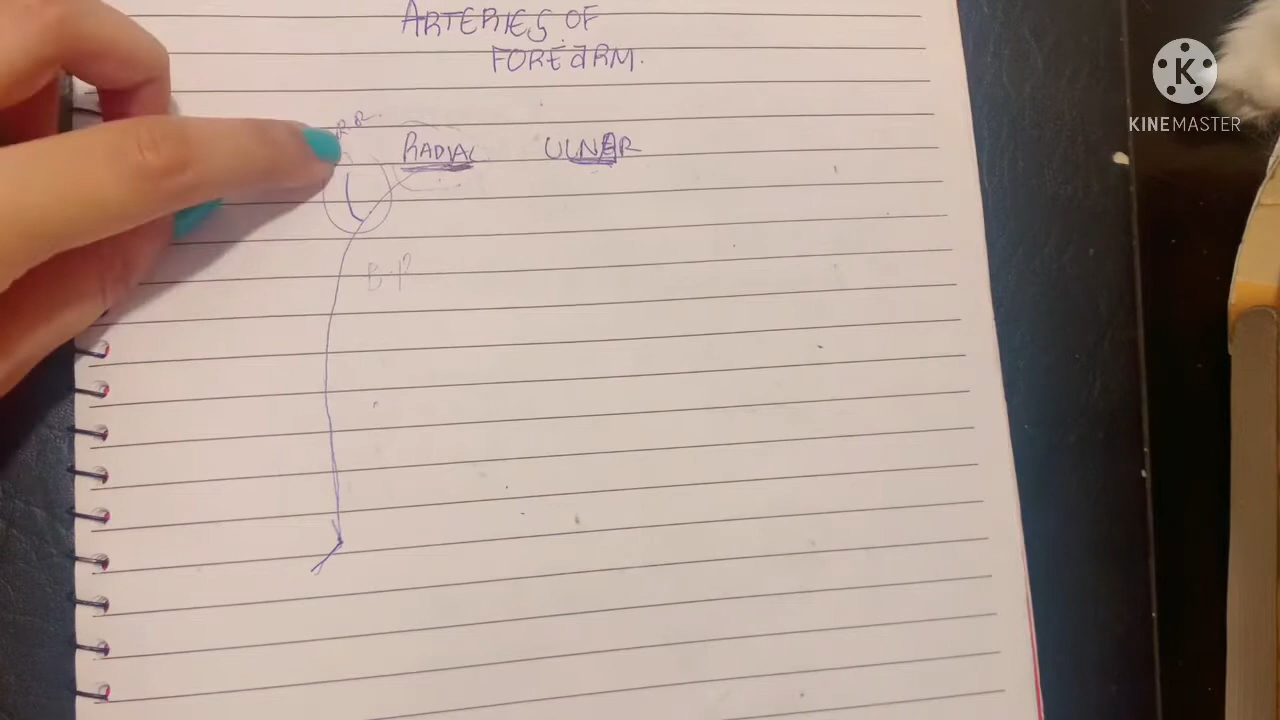 ARTERIES OF
FOREARM.
R.R.
RADIAL ULNAR
B.P
K
KINEMASTER